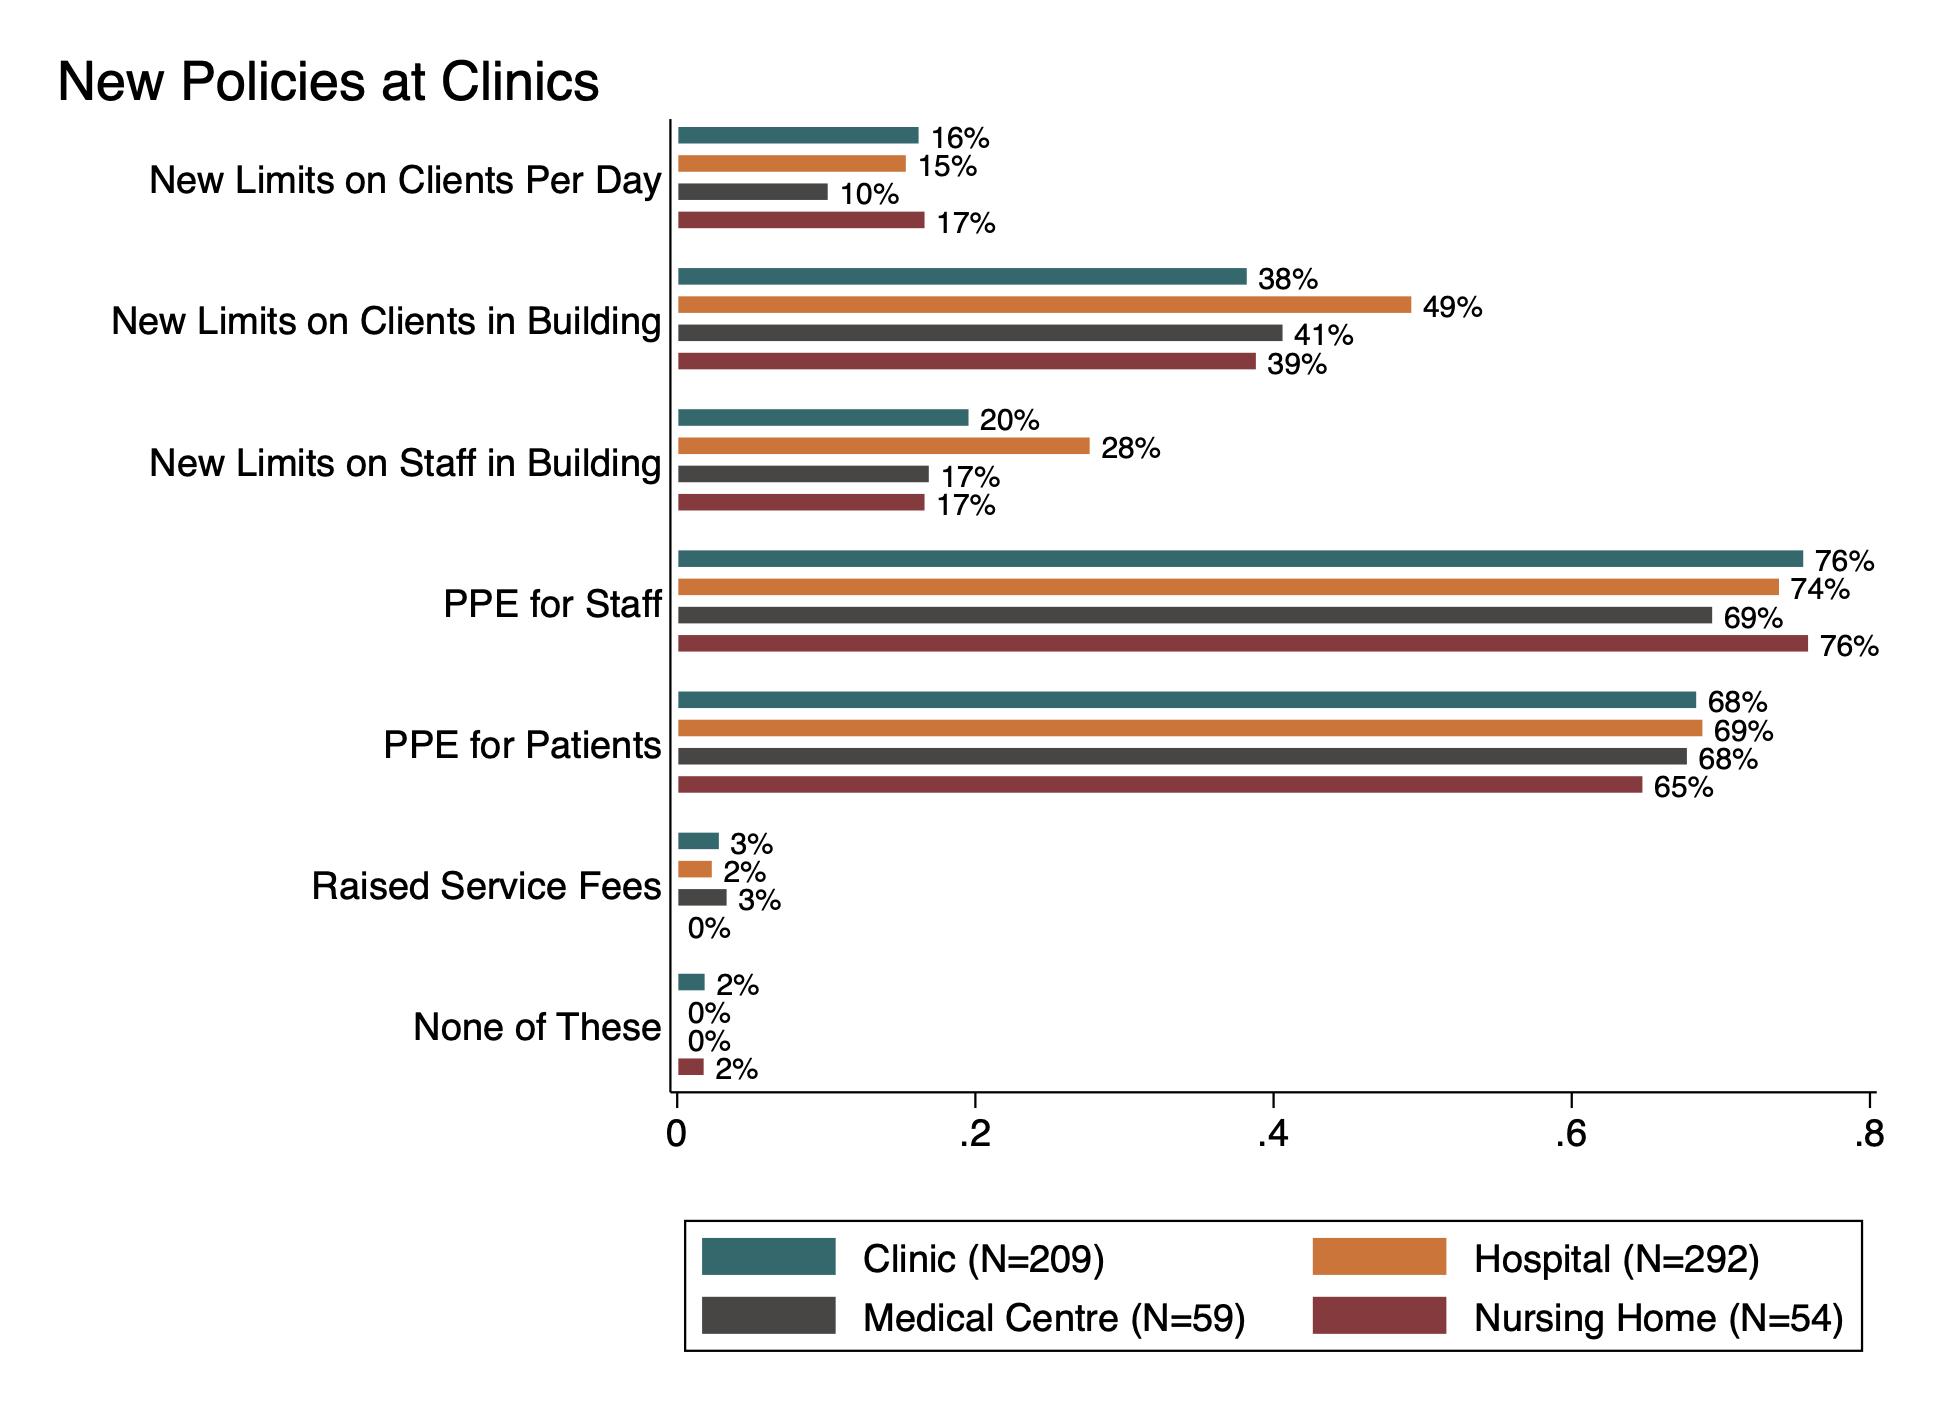 New Policies at Clinics
New Limits on Clients Per Day
16%
15%
10%
17%
New Limits on Clients in Building
38%
49%
41%
39%
New Limits on Staff in Building
20%
28%
17%
17%
PPE for Staff
76%
74%
69%
76%
PPE for Patients
68%
69%
68%
65%
Raised Service Fees
3%
2%
3%
0%
None of These
2%
0%
0%
2%
0 .2 .4 .6 .8
Clinic (N=209) Hospital (N=292)
Medical Centre (N=59) Nursing Home (N=54)